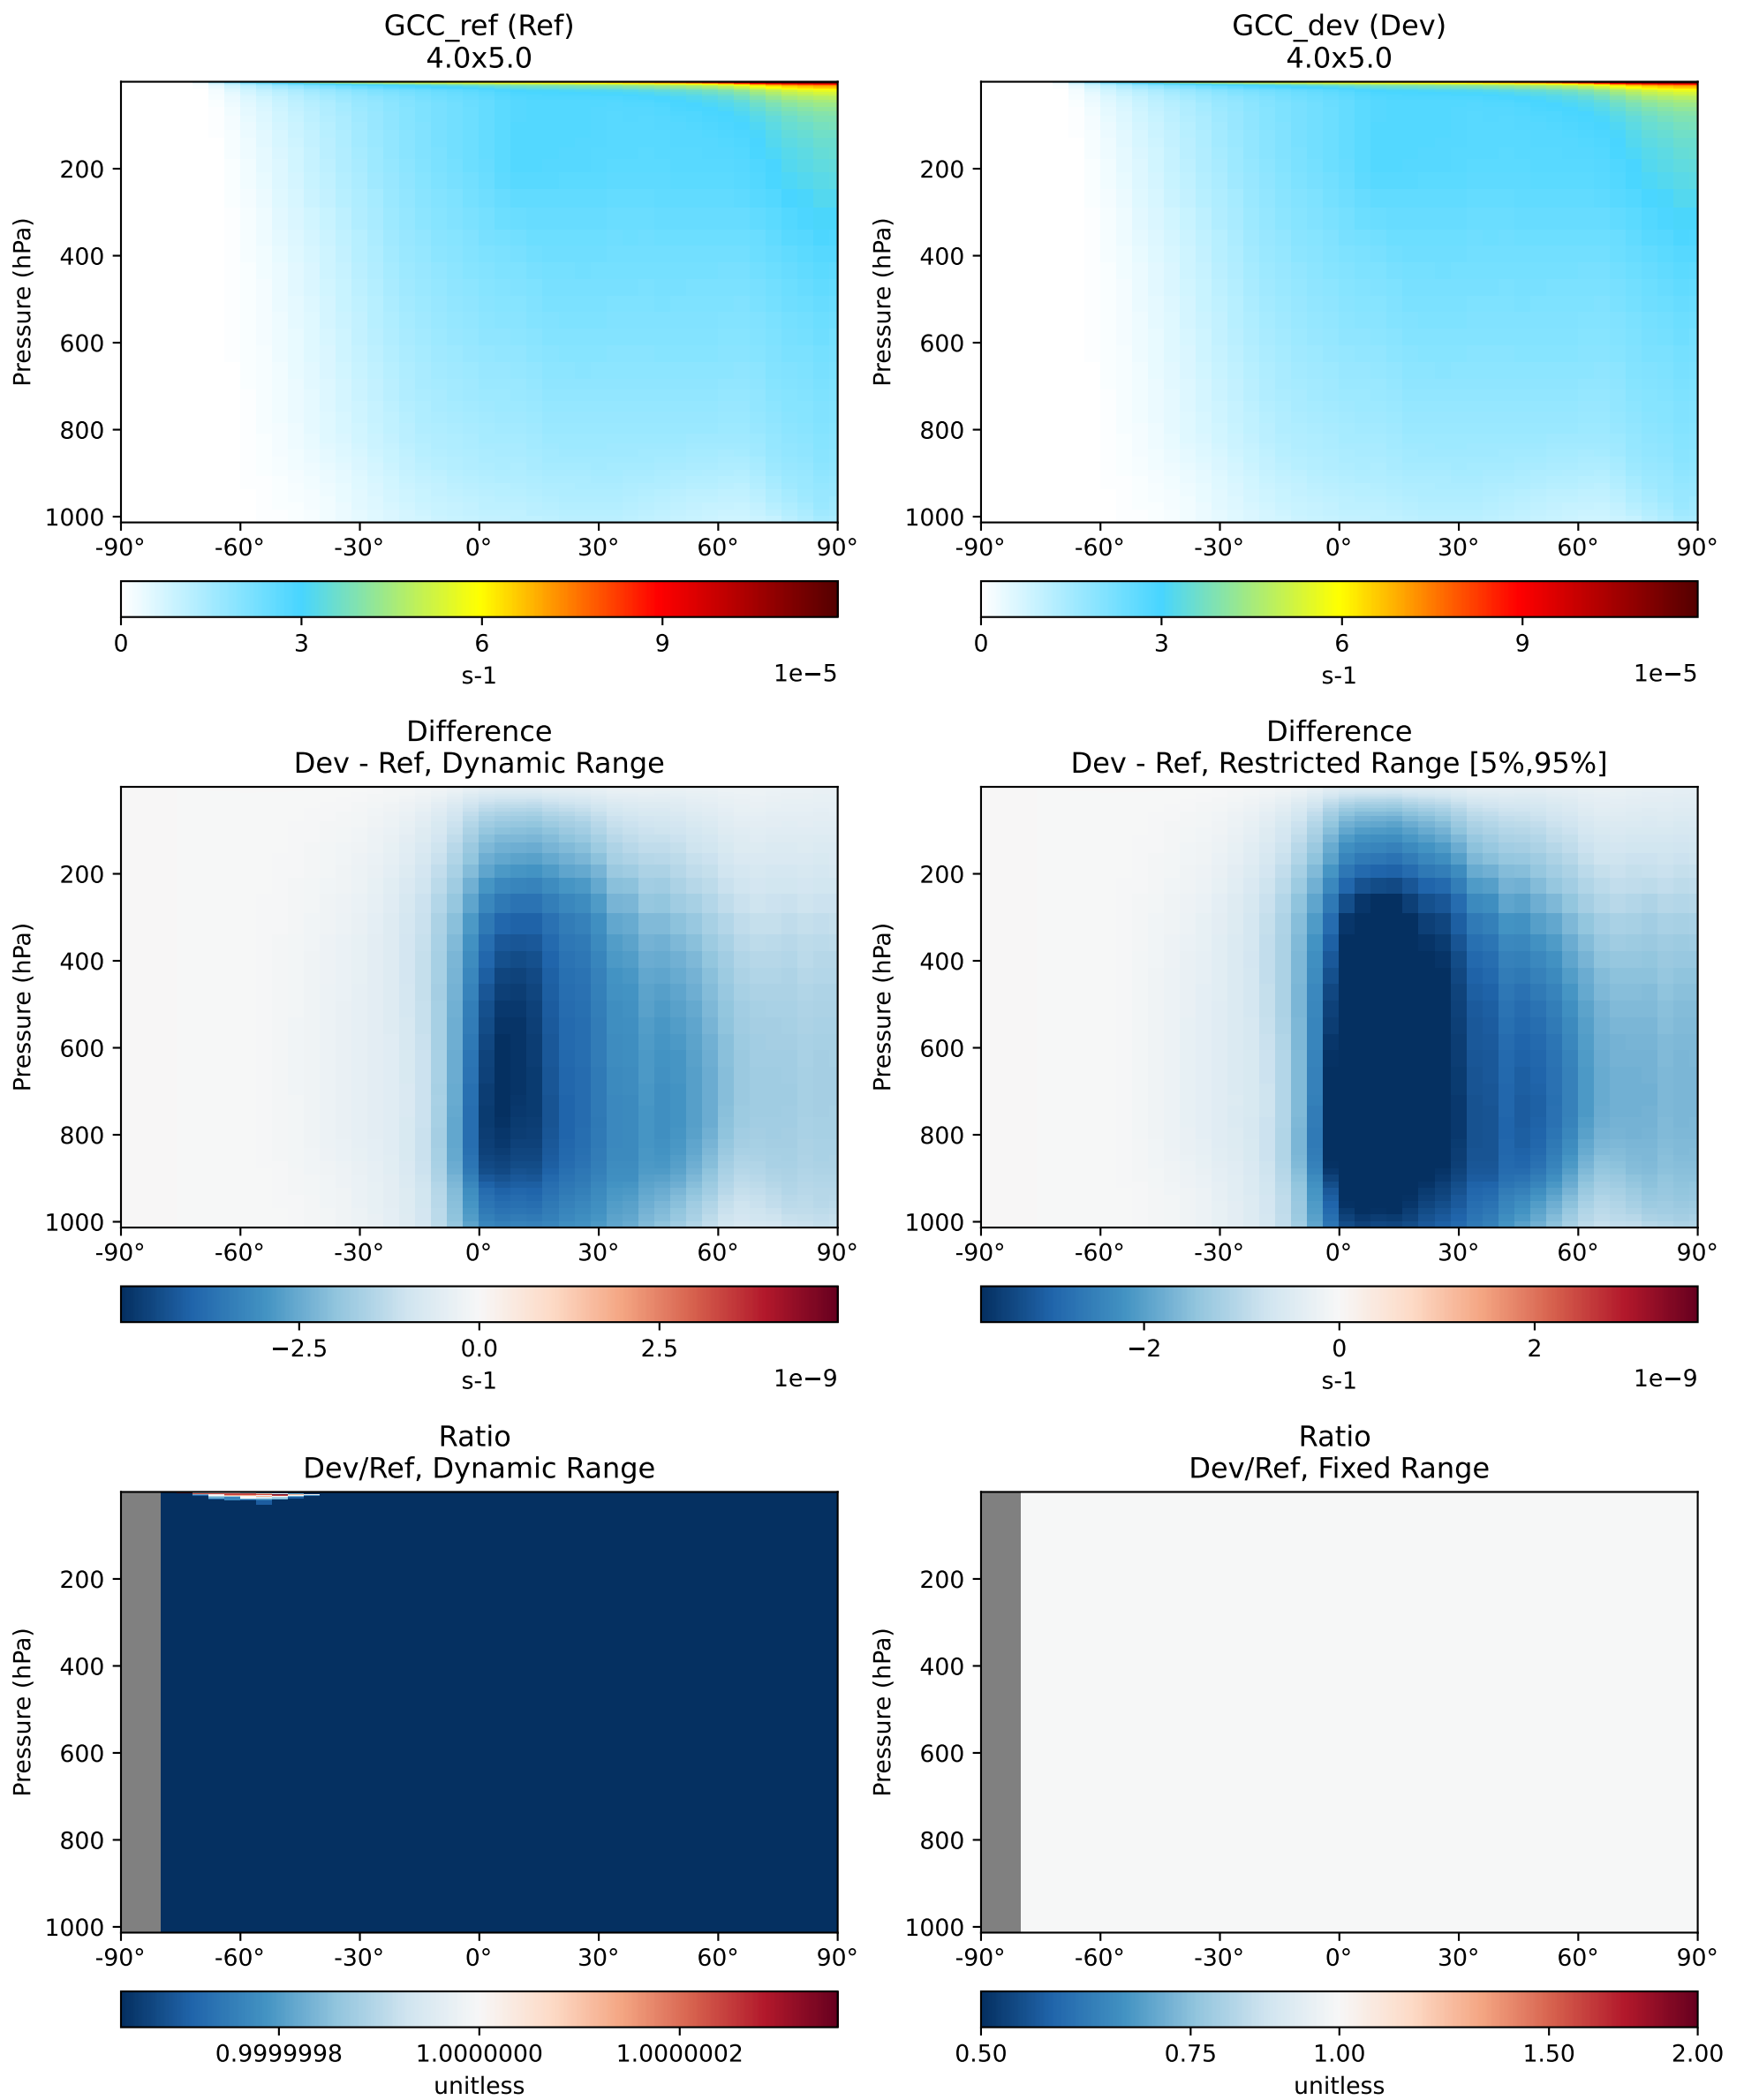 GCC_ref (Ref)
4.0x5.0
Pressure (hPa)
200
400
600
800
1000
-90° -60° -30° 0° 30° 60° 90°
0 3 6 9
s-1
1e−5
GCC_dev (Dev)
4.0x5.0
Pressure (hPa)
200
400
600
800
1000
-90° -60° -30° 0° 30° 60° 90°
0 3 6 9
s-1
1e−5
Difference
Dev - Ref, Dynamic Range
Pressure (hPa)
200
400
600
800
1000
-90° -60° -30° 0° 30° 60° 90°
−2.5 0.0 2.5
s-1
1e−9
Difference
Dev - Ref, Restricted Range [5%,95%]
Pressure (hPa)
200
400
600
800
1000
-90° -60° -30° 0° 30° 60° 90°
−2 0 2
s-1
1e−9
Ratio
Dev/Ref, Dynamic Range
Pressure (hPa)
200
400
600
800
1000
-90° -60° -30° 0° 30° 60° 90°
0.9999998 1.0000000 1.0000002
unitless
Ratio
Dev/Ref, Fixed Range
Pressure (hPa)
200
400
600
800
1000
-90° -60° -30° 0° 30° 60° 90°
0.50 0.75 1.00 1.50 2.00
unitless